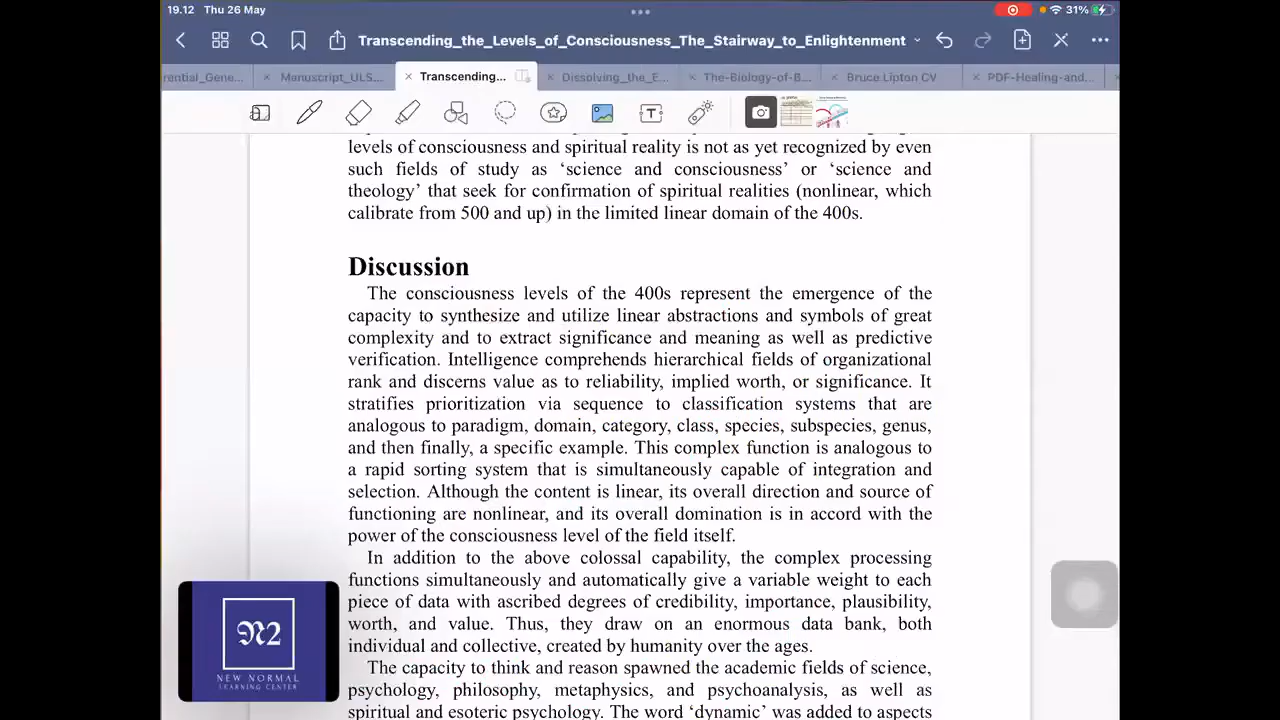 19.12 Thu 26 May
31%
Transcending_the_Levels_of_Consciousness_The_Stairway_to_Enlightenment
rential_Gene...
Manuscript_ULS...
Transcending...
Dissolving_the_E...
The-Biology-of-B...
Bruce Lipton CV
PDF-Healing-and...
levels of consciousness and spiritual reality is not as yet recognized by even
such fields of study as ‘science and consciousness’ or ‘science and
theology’ that seek for confirmation of spiritual realities (nonlinear, which
calibrate from 500 and up) in the limited linear domain of the 400s.
Discussion
The consciousness levels of the 400s represent the emergence of the
capacity to synthesize and utilize linear abstractions and symbols of great
complexity and to extract significance and meaning as well as predictive
verification. Intelligence comprehends hierarchical fields of organizational
rank and discerns value as to reliability, implied worth, or significance. It
stratifies prioritization via sequence to classification systems that are
analogous to paradigm, domain, category, class, species, subspecies, genus,
and then finally, a specific example. This complex function is analogous to
a rapid sorting system that is simultaneously capable of integration and
selection. Although the content is linear, its overall direction and source of
functioning are nonlinear, and its overall domination is in accord with the
power of the consciousness level of the field itself.
In addition to the above colossal capability, the complex processing
functions simultaneously and automatically give a variable weight to each
piece of data with ascribed degrees of credibility, importance, plausibility,
worth, and value. Thus, they draw on an enormous data bank, both
individual and collective, created by humanity over the ages.
The capacity to think and reason spawned the academic fields of science,
psychology, philosophy, metaphysics, and psychoanalysis, as well as
spiritual and esoteric psychology. The word ‘dynamic’ was added to aspects
N2
NEW NORMAL
LEARNING CENTER